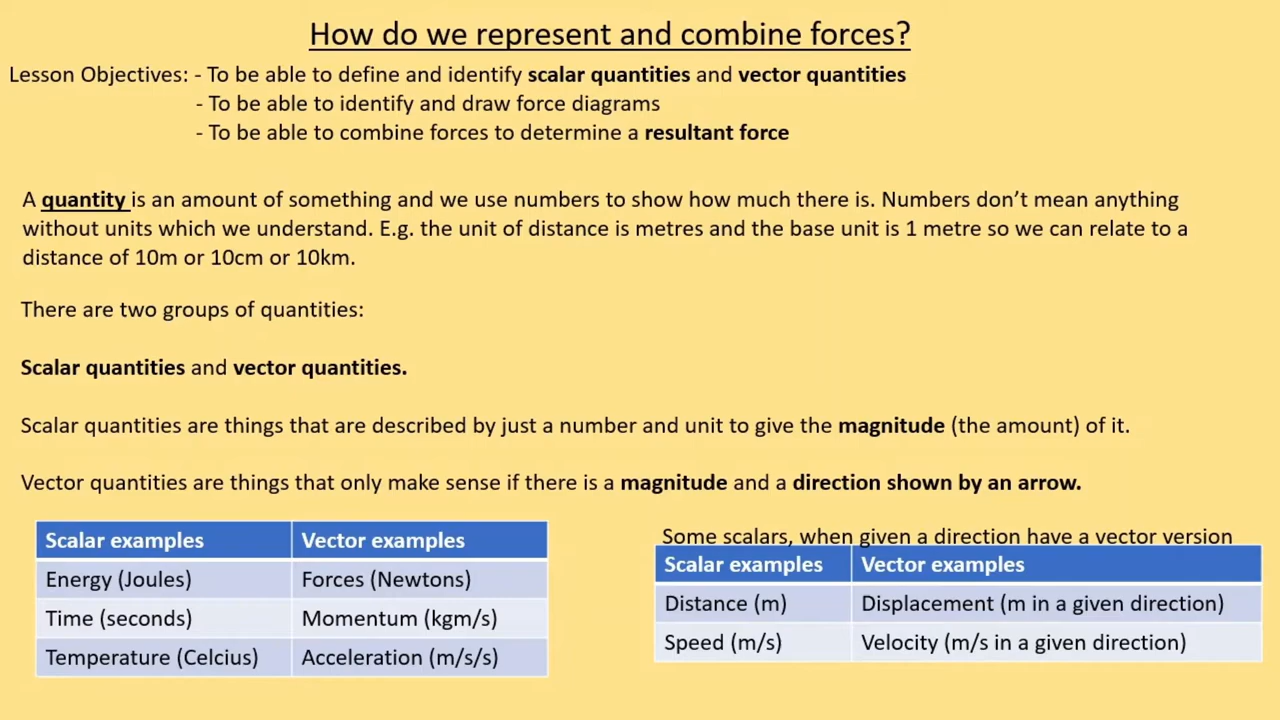 How do we represent and combine forces?
Lesson Objectives: - To be able to define and identify scalar quantities and vector quantities
- To be able to identify and draw force diagrams
- To be able to combine forces to determine a resultant force
A quantity is an amount of something and we use numbers to show how much there is. Numbers don’t mean anything
without units which we understand. E.g. the unit of distance is metres and the base unit is 1 metre so we can relate to a
distance of 10m or 10cm or 10km.
There are two groups of quantities:
Scalar quantities and vector quantities.
Scalar quantities are things that are described by just a number and unit to give the magnitude (the amount) of it.
Vector quantities are things that only make sense if there is a magnitude and a direction shown by an arrow.
Scalar examples Vector examples
Energy (Joules) Forces (Newtons)
Time (seconds) Momentum (kgm/s)
Temperature (Celcius) Acceleration (m/s/s)
Some scalars, when given a direction have a vector version
Scalar examples Vector examples
Distance (m) Displacement (m in a given direction)
Speed (m/s) Velocity (m/s in a given direction)